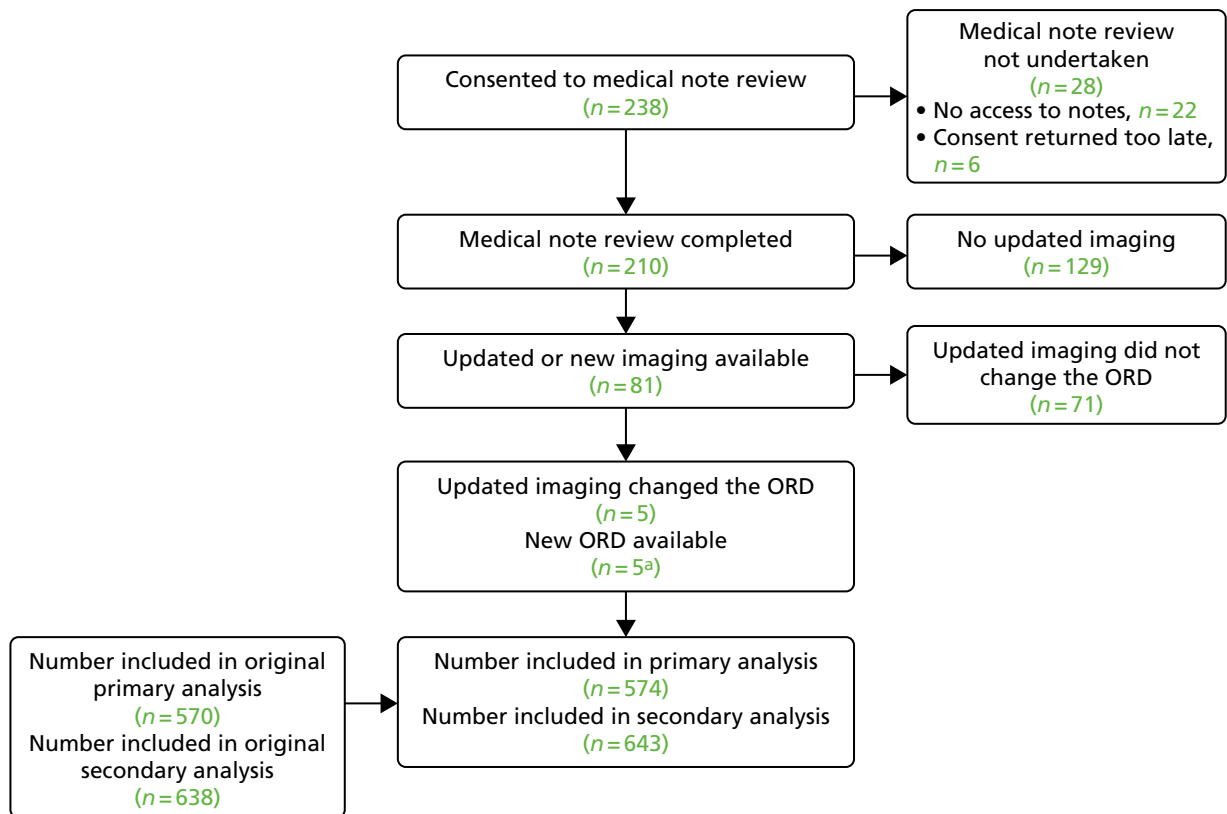 Consented to medical note review
(n=238)
Medical note review
not undertaken
(n=28)
• No access to notes, n=22
• Consent returned too late,
n=6
Medical note review completed
(n=210)
No updated imaging
(n=129)
Updated or new imaging available
(n=81)
Updated imaging did not
change the ORD
(n=71)
Updated imaging changed the ORD
(n=5)
New ORD available
(n=5ᵃ)
Number included in original
primary analysis
(n=570)
Number included in original
secondary analysis
(n=638)
Number included in primary analysis
(n=574)
Number included in secondary analysis
(n=643)